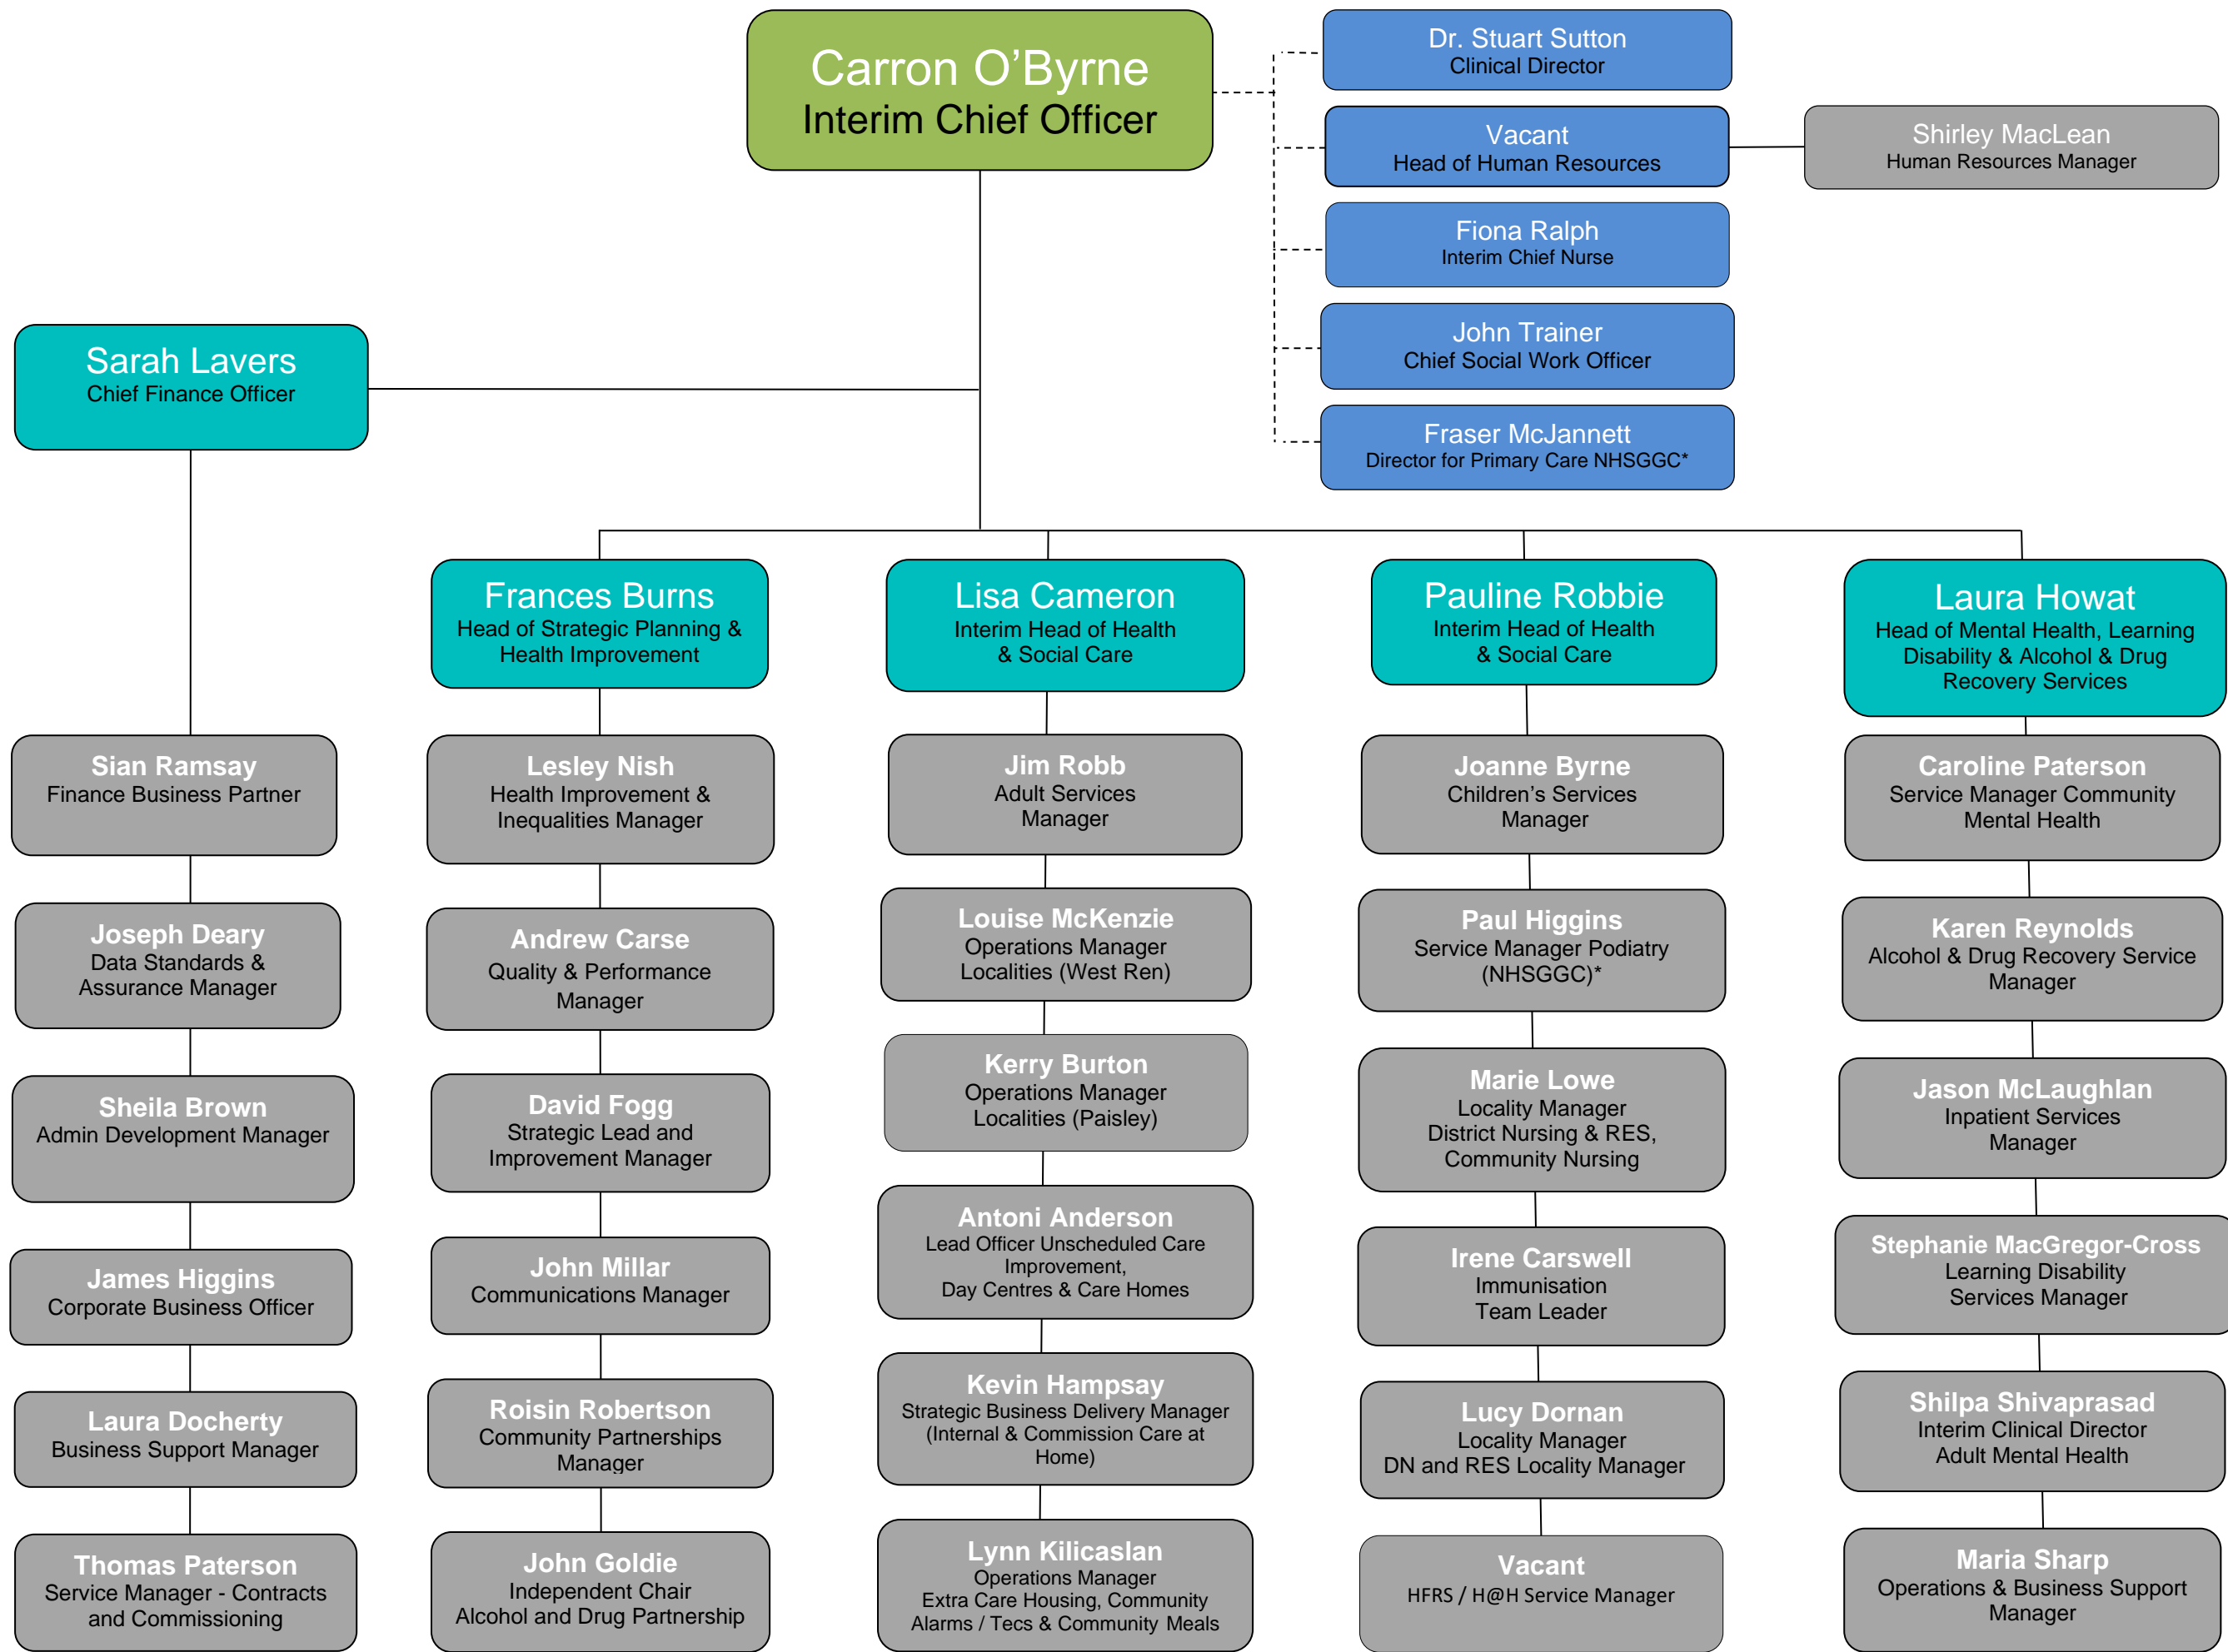 Carron O’Byrne
Interim Chief Officer
Dr. Stuart Sutton
Clinical Director
Vacant
Head of Human Resources
Shirley MacLean
Human Resources Manager
Fiona Ralph
Interim Chief Nurse
John Trainer
Chief Social Work Officer
Fraser McJannett
Director for Primary Care NHSGGC*
Sarah Lavers
Chief Finance Officer
Frances Burns
Head of Strategic Planning &
Health Improvement
Lisa Cameron
Interim Head of Health
& Social Care
Pauline Robbie
Interim Head of Health
& Social Care
Laura Howat
Head of Mental Health, Learning
Disability & Alcohol & Drug
Recovery Services
Sian Ramsay
Finance Business Partner
Joseph Deary
Data Standards &
Assurance Manager
Sheila Brown
Admin Development Manager
James Higgins
Corporate Business Officer
Laura Docherty
Business Support Manager
Thomas Paterson
Service Manager - Contracts
and Commissioning
Lesley Nish
Health Improvement &
Inequalities Manager
Andrew Carse
Quality & Performance
Manager
David Fogg
Strategic Lead and
Improvement Manager
John Millar
Communications Manager
Roisin Robertson
Community Partnerships
Manager
John Goldie
Independent Chair
Alcohol and Drug Partnership
Jim Robb
Adult Services
Manager
Louise McKenzie
Operations Manager
Localities (West Ren)
Kerry Burton
Operations Manager
Localities (Paisley)
Antoni Anderson
Lead Officer Unscheduled Care
Improvement,
Day Centres & Care Homes
Kevin Hampsay
Strategic Business Delivery Manager
(Internal & Commission Care at
Home)
Lynn Kilicaslan
Operations Manager
Extra Care Housing, Community
Alarms / Tecs & Community Meals
Joanne Byrne
Children’s Services
Manager
Paul Higgins
Service Manager Podiatry
(NHSGGC)*
Marie Lowe
Locality Manager
District Nursing & RES,
Community Nursing
Irene Carswell
Immunisation
Team Leader
Lucy Dornan
Locality Manager
DN and RES Locality Manager
Vacant
HFRS / H@H Service Manager
Caroline Paterson
Service Manager Community
Mental Health
Karen Reynolds
Alcohol & Drug Recovery Service
Manager
Jason McLaughlan
Inpatient Services
Manager
Stephanie MacGregor-Cross
Learning Disability
Services Manager
Shilpa Shivaprasad
Interim Clinical Director
Adult Mental Health
Maria Sharp
Operations & Business Support
Manager